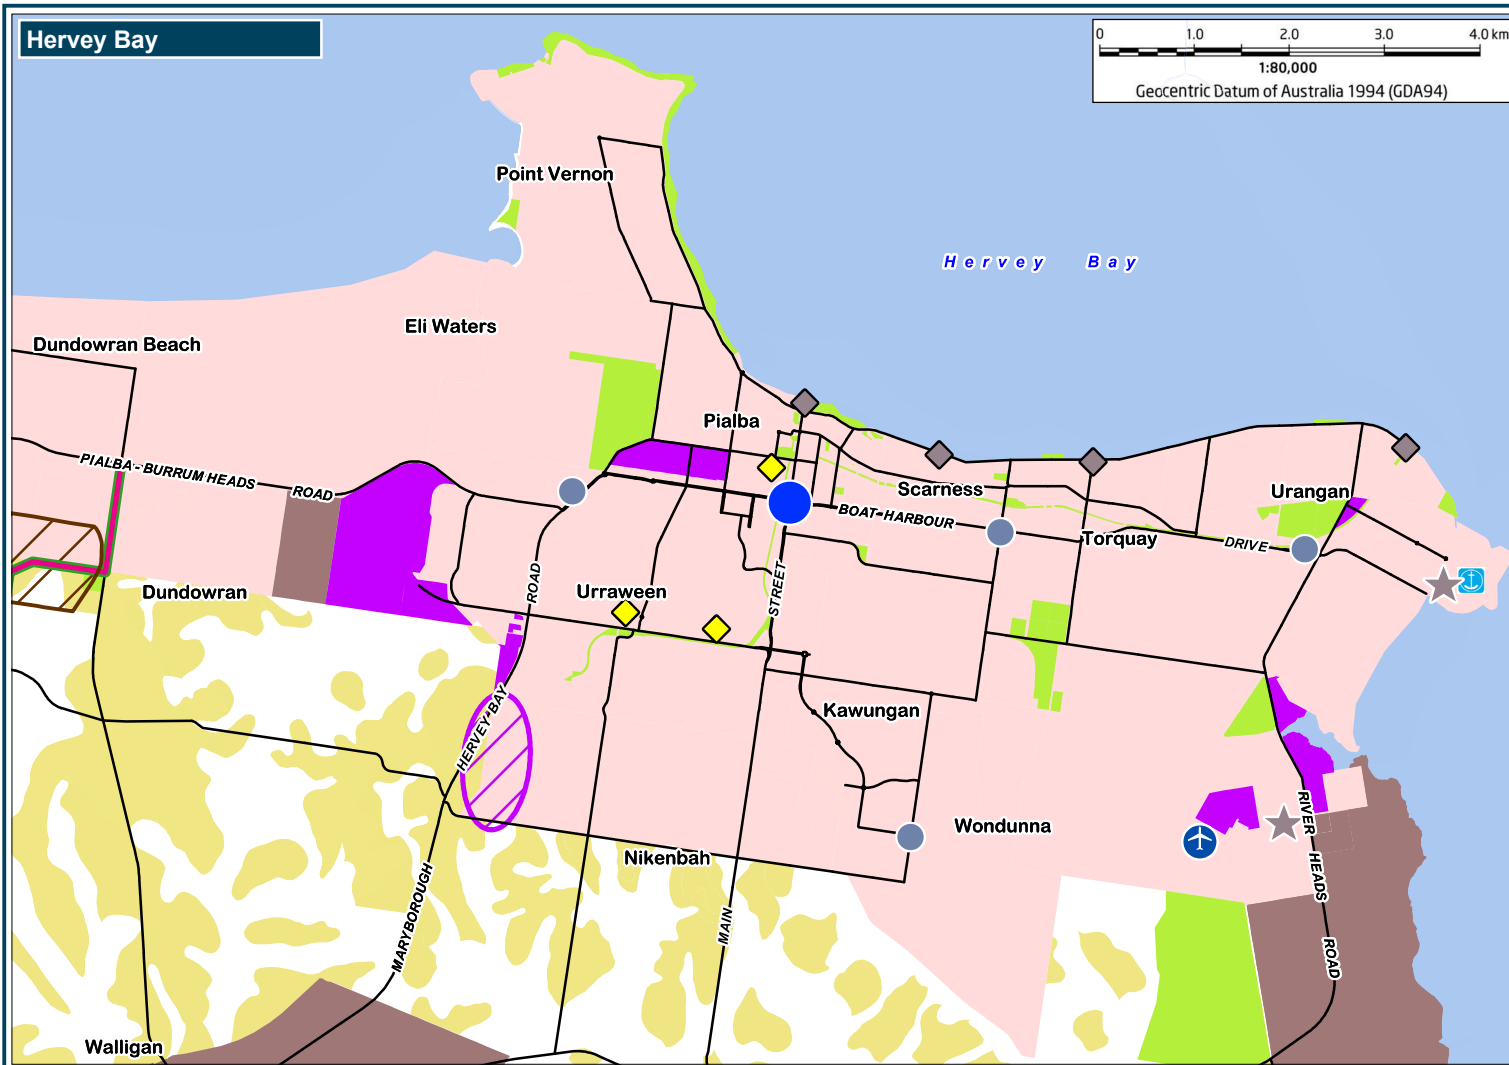 Hervey Bay
0 1.0 2.0 3.0 4.0 km
1:80,000
Geocentric Datum of Australia 1994 (GDA94)
Point Vernon
Hervey Bay
Eli Waters
Dundowran Beach
Pialba
PIALBA - BURRUM HEADS ROAD
Scarness
Urangan
BOAT HARBOUR DRIVE
Torquay
Dundowran
Urraween
Kawungan
Wondunna
Nikenbah
MARYBOROUGH HERVEY BAY ROAD
MAIN STREET
RIVER HEADS ROAD
Walligan